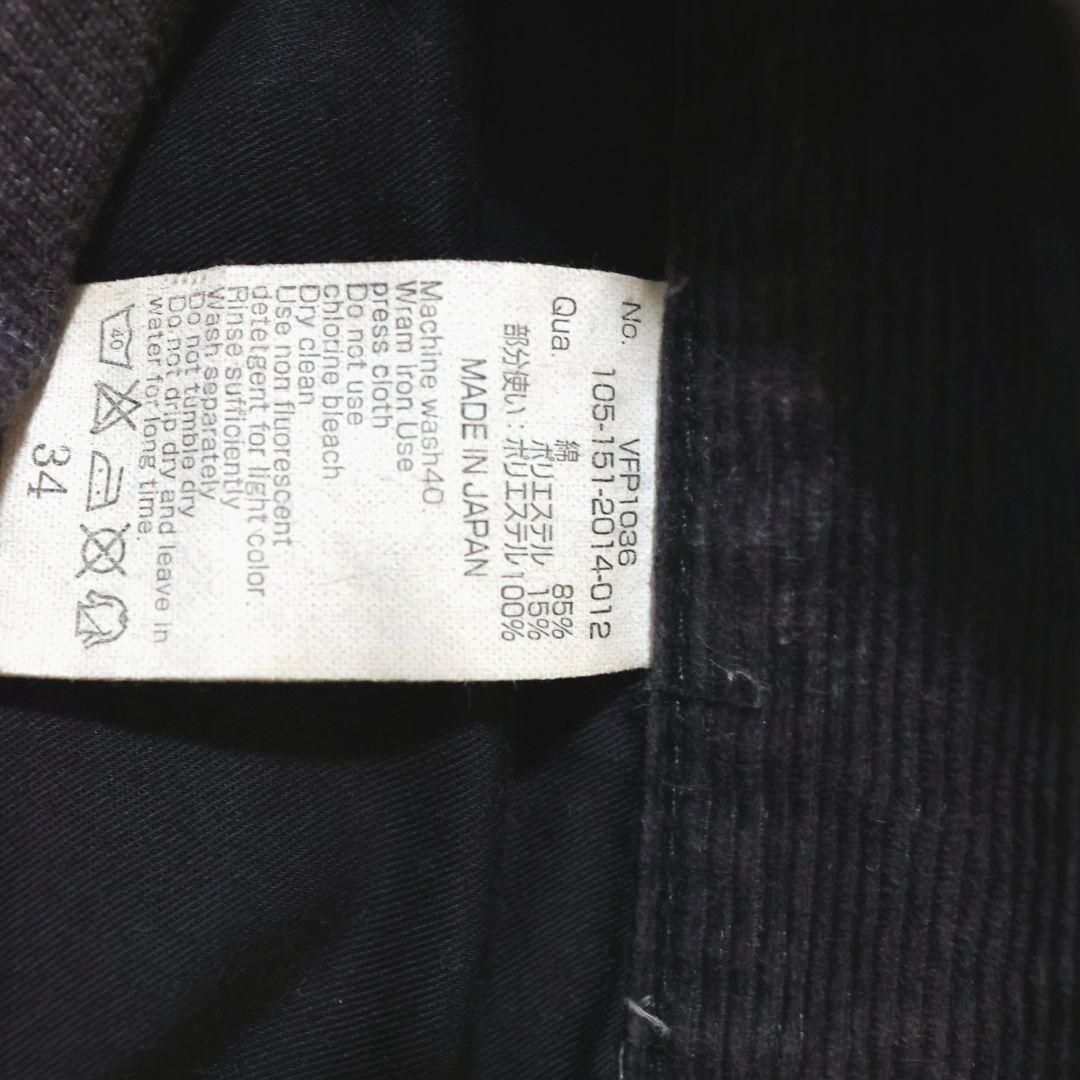 No. VFP1036
105-151-2014-012
Qua. 綿 85%
ポリエステル 15%
部分使い:ポリエステル100%
MADE IN JAPAN
Machine wash40
Wram iron Use
press cloth
Do not use
chlorine bleach
Dry clean
Use non fluorescent
detetgent for light color.
Rinse suffioiently
Wash separately
Do not tumble dry
Do not drip dry and leave in
water for long time.
40
34